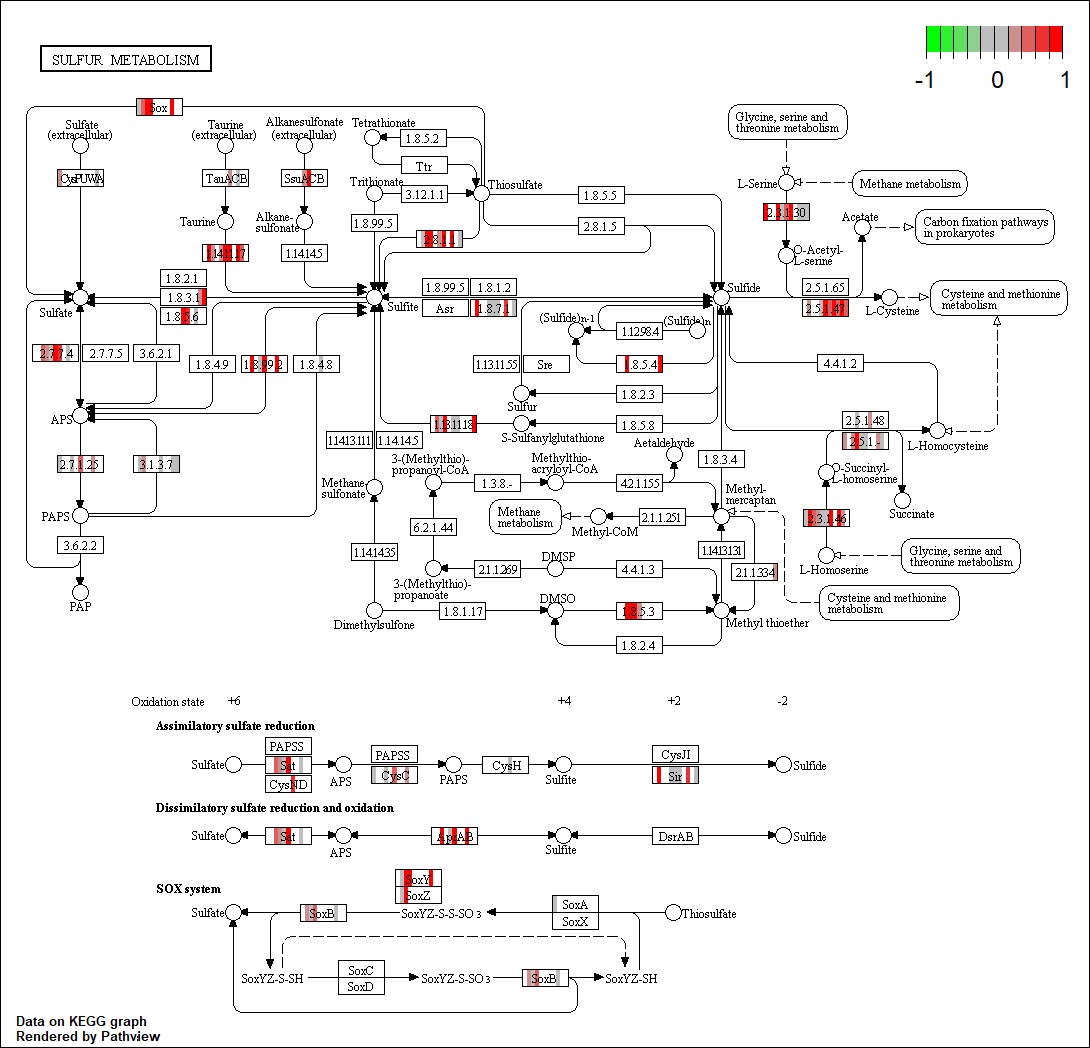 SULFUR METABOLISM
-1 0 1
Sox
Sulfate
(extracellular)
Taurine
(extracellular)
Alkanesulfonate
(extracellular)
Tetrathionate
1.8.5.2
Ttr
Glycine, serine and
threonine metabolism
CysPUWA
TauACB
SsuACB
Trithionate
3.12.1.1
Thiosulfate
1.8.5.5
L-Serine
Methane metabolism
Taurine
Alkane-
sulfonate
1.8.99.5
2.8.1.1
2.8.1.5
2.3.1.30
Acetate
Carbon fixation pathways
in prokaryotes
1.14.11.17
1.14.14.5
O-Acetyl-
L-serine
1.8.2.1
1.8.3.1
1.8.5.6
Sulfate
Sulfite
1.8.99.5
1.8.1.2
Asr
1.8.7.1
Sulfide
2.5.1.65
2.5.1.47
L-Cysteine
Cysteine and methionine
metabolism
(Sulfide)n-1
1.12.98.4
(Sulfide)n
2.7.7.4
2.7.7.5
3.6.2.1
1.8.4.9
1.8.99.2
1.8.4.8
1.13.11.55
Sre
1.8.5.4
4.4.1.2
Sulfur
1.8.2.3
APS
1.13.11.18
S-Sulfanylglutathione
1.8.5.8
2.5.1.48
2.5.1.-
L-Homocysteine
1.14.13.111
1.14.14.5
Aetaldehyde
2.7.1.25
3.1.3.7
3-(Methylthio)-
propanoyl-CoA
Methylthio-
acryloyl-CoA
1.8.3.4
O-Succinyl-
L-homoserine
Methane
sulfonate
1.3.8.-
4.2.1.155
Methyl-
mercaptan
Succinate
PAPS
6.2.1.44
Methane
metabolism
Methyl-CoM
2.1.1.251
2.3.1.46
3.6.2.2
1.14.14.35
1.14.13.131
L-Homoserine
Glycine, serine and
threonine metabolism
DMSP
3-(Methylthio)-
propanoate
2.1.1.269
4.4.1.3
2.1.1.334
PAP
Dimethylsulfone
1.8.1.17
DMSO
1.8.5.3
Methyl thioether
Cysteine and methionine
metabolism
1.8.2.4
Oxidation state +6 +4 +2 -2
Assimilatory sulfate reduction
PAPSS
PAPSS
CysJI
Sulfate
Sat
CysH
Sulfide
CysND
APS
CysC
PAPS
Sulfite
Sir
Dissimilatory sulfate reduction and oxidation
Sulfate
Sat
APS
AprAB
Sulfite
DsrAB
Sulfide
SOX system
SoxY
SoxZ
Sulfate
SoxB
SoxYZ-S-S-SO3
SoxA
SoxX
Thiosulfate
SoxYZ-S-SH
SoxC
SoxD
SoxYZ-S-SO3
SoxB
SoxYZ-SH
Data on KEGG graph
Rendered by Pathview